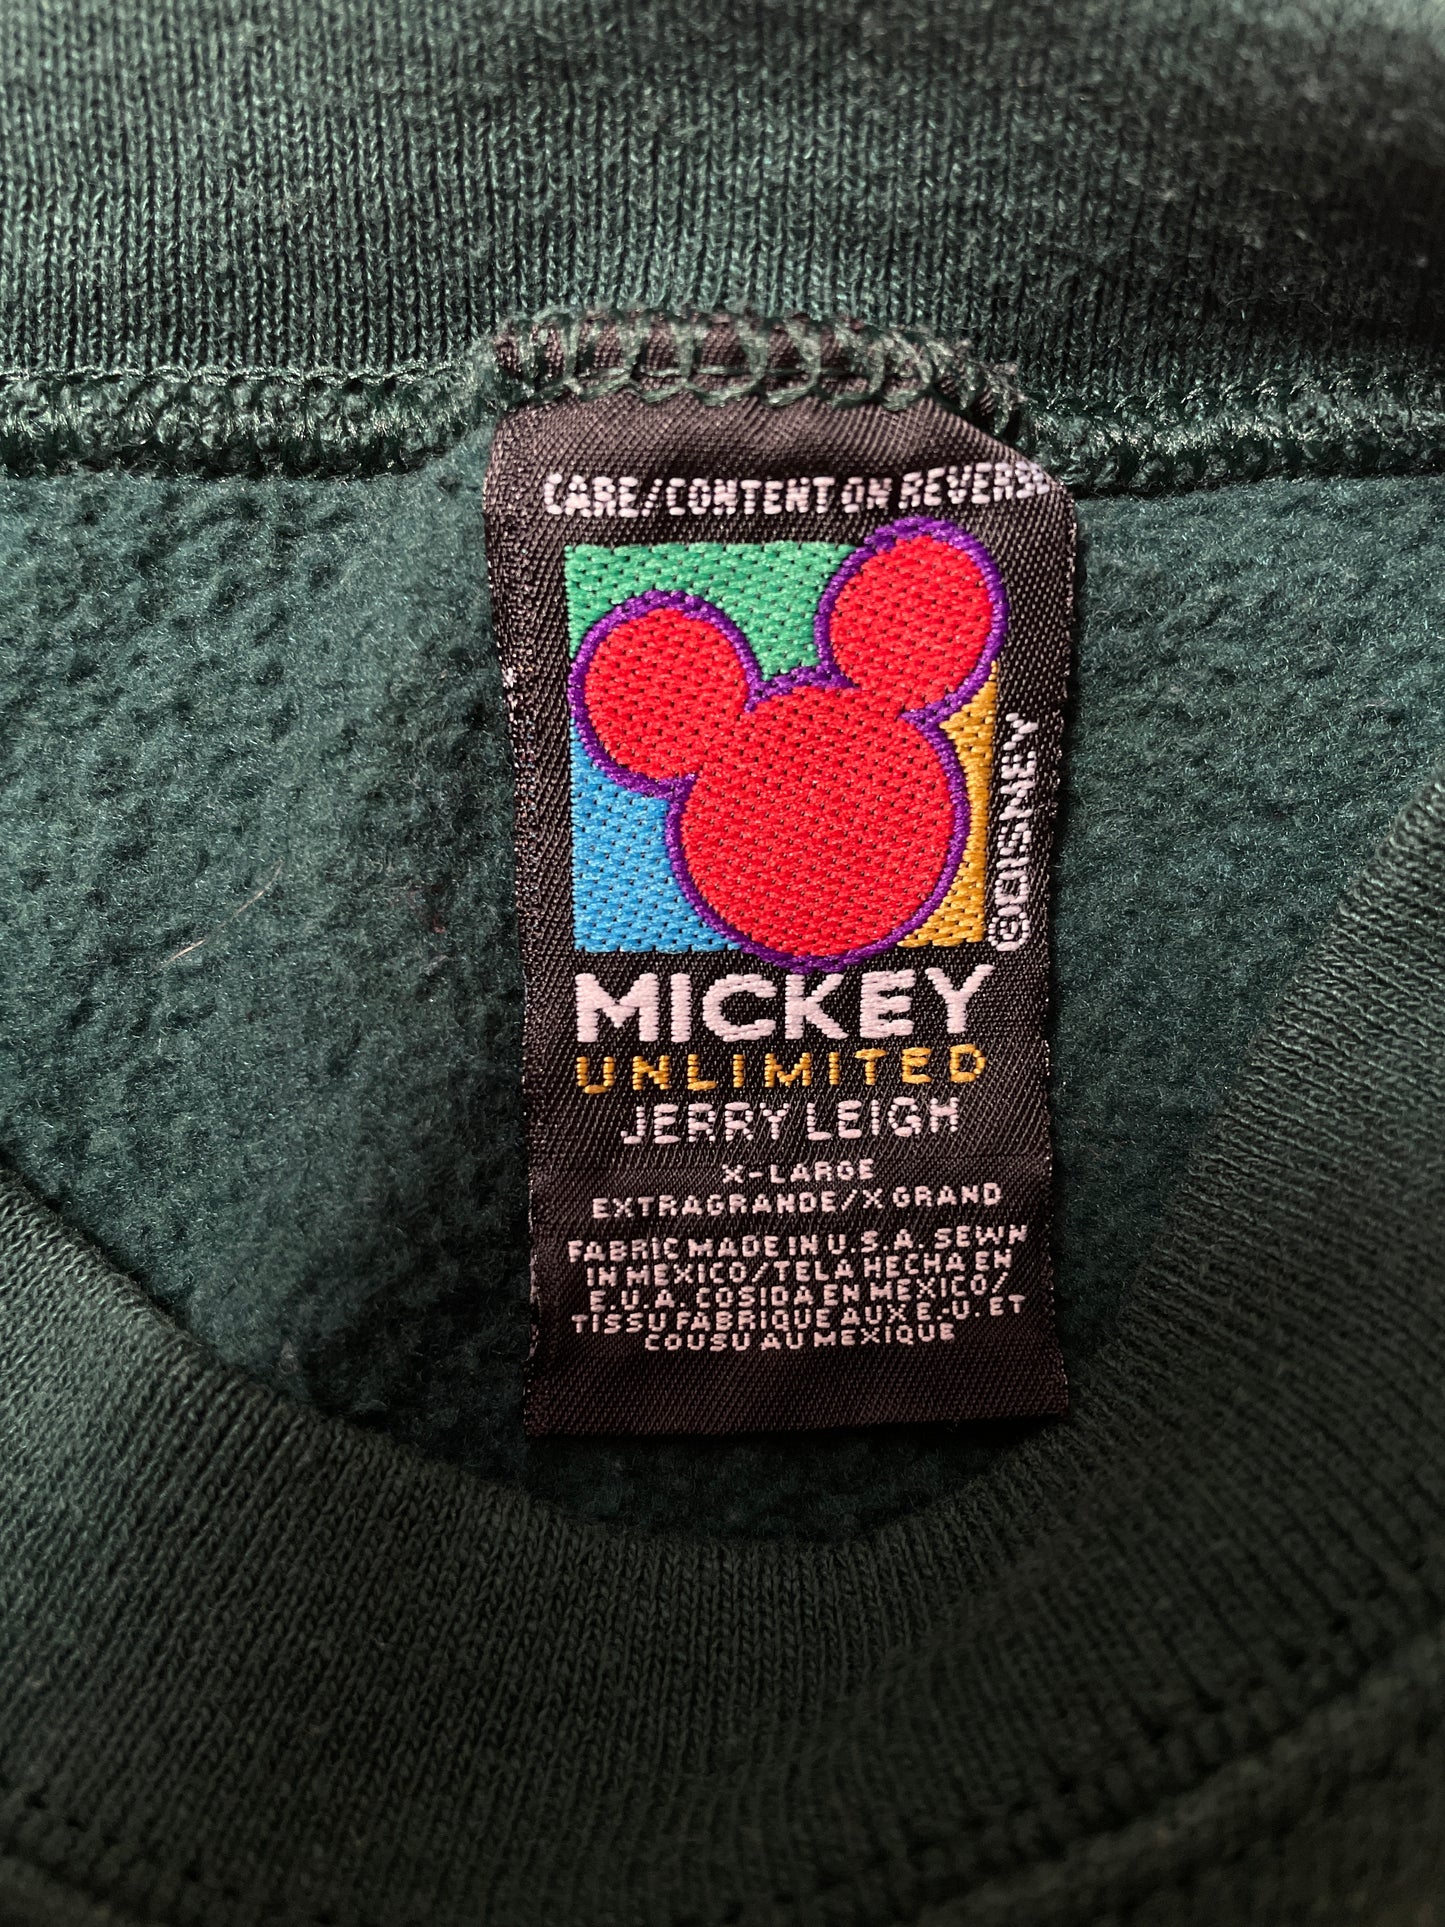 CARE/CONTENT ON REVERSE
©DISNEY
MICKEY
UNLIMITED
JERRY LEIGH
X-LARGE
EXTRAGRANDE/X GRAND
FABRIC MADE IN U.S.A. SEWN
IN MEXICO/TELA HECHA EN
E.U.A. COSIDA EN MEXICO/
TISSU FABRIQUE AUX E.-U. ET
COUSU AU MEXIQUE